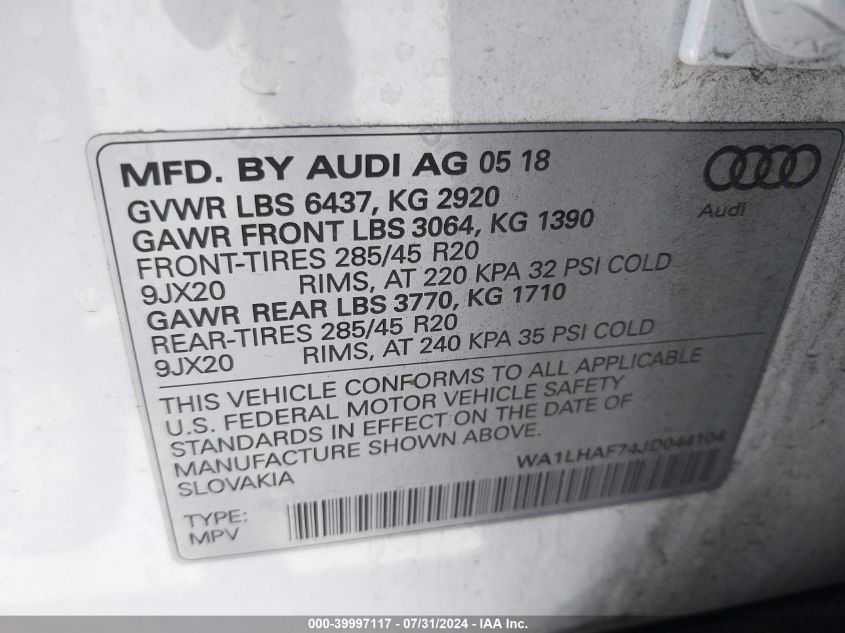 MFD. BY AUDI AG 05 18
GVWR LBS 6437, KG 2920
GAWR FRONT LBS 3064, KG 1390
FRONT-TIRES 285/45 R20
9JX20 RIMS, AT 220 KPA 32 PSI COLD
GAWR REAR LBS 3770, KG 1710
REAR-TIRES 285/45 R20
9JX20 RIMS, AT 240 KPA 35 PSI COLD
Audi
THIS VEHICLE CONFORMS TO ALL APPLICABLE
U.S. FEDERAL MOTOR VEHICLE SAFETY
STANDARDS IN EFFECT ON THE DATE OF
MANUFACTURE SHOWN ABOVE.
SLOVAKIA
WA1LHAF74JD044104
TYPE:
MPV
000-39997117 - 07/31/2024 - IAA Inc.